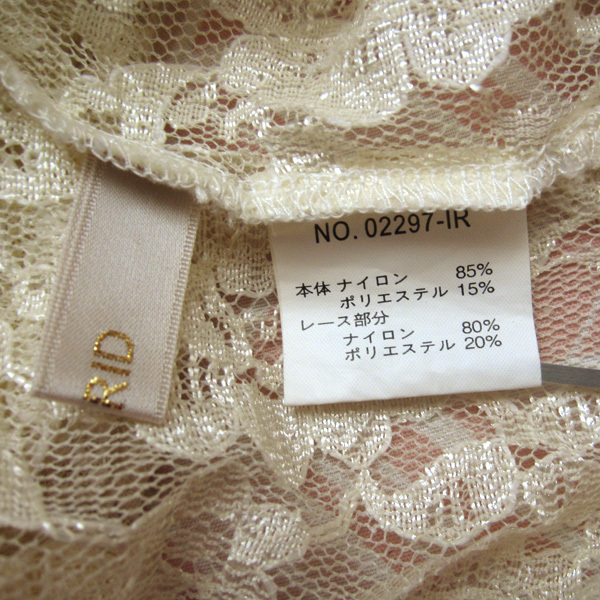 RID
NO. 02297-IR
本体 ナイロン 85%
ポリエステル 15%
レース部分
ナイロン 80%
ポリエステル 20%